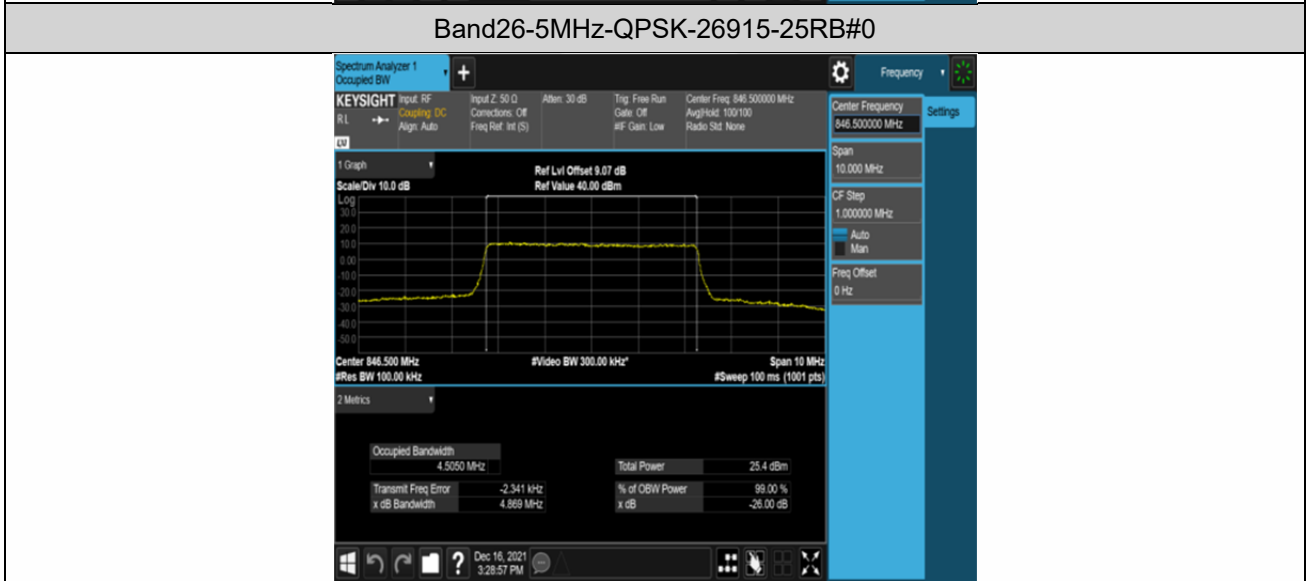 Band26-5MHz-QPSK-26915-25RB#0
Spectrum Analyzer 1
Occupied BW
+
Frequency
KEYSIGHT Input: RF
RL
Coupling: DC
Align: Auto
Input Z: 50 Ω
Corrections: Off
Freq Ref: Int (S)
Atten: 30 dB
Trig: Free Run
Gate: Off
#IF Gain: Low
Center Freq: 846.500000 MHz
Avg|Hold: 100/100
Radio Std: None
LW
Center Frequency
846.500000 MHz
Settings
Span
10.000 MHz
CF Step
1.000000 MHz
Auto
Man
Freq Offset
0 Hz
1 Graph
Scale/Div 10.0 dB
Ref Lvl Offset 9.07 dB
Ref Value 40.00 dBm
Log
30.0
20.0
10.0
0.00
-10.0
-20.0
-30.0
-40.0
-50.0
Center 846.500 MHz
#Video BW 300.00 kHz*
Span 10 MHz
#Res BW 100.00 kHz
#Sweep 100 ms (1001 pts)
2 Metrics
Occupied Bandwidth
4.5050 MHz
Total Power 25.4 dBm
Transmit Freq Error -2.341 kHz
% of OBW Power 99.00 %
x dB Bandwidth 4.869 MHz
x dB -26.00 dB
?
Dec 16, 2021
3:28:57 PM